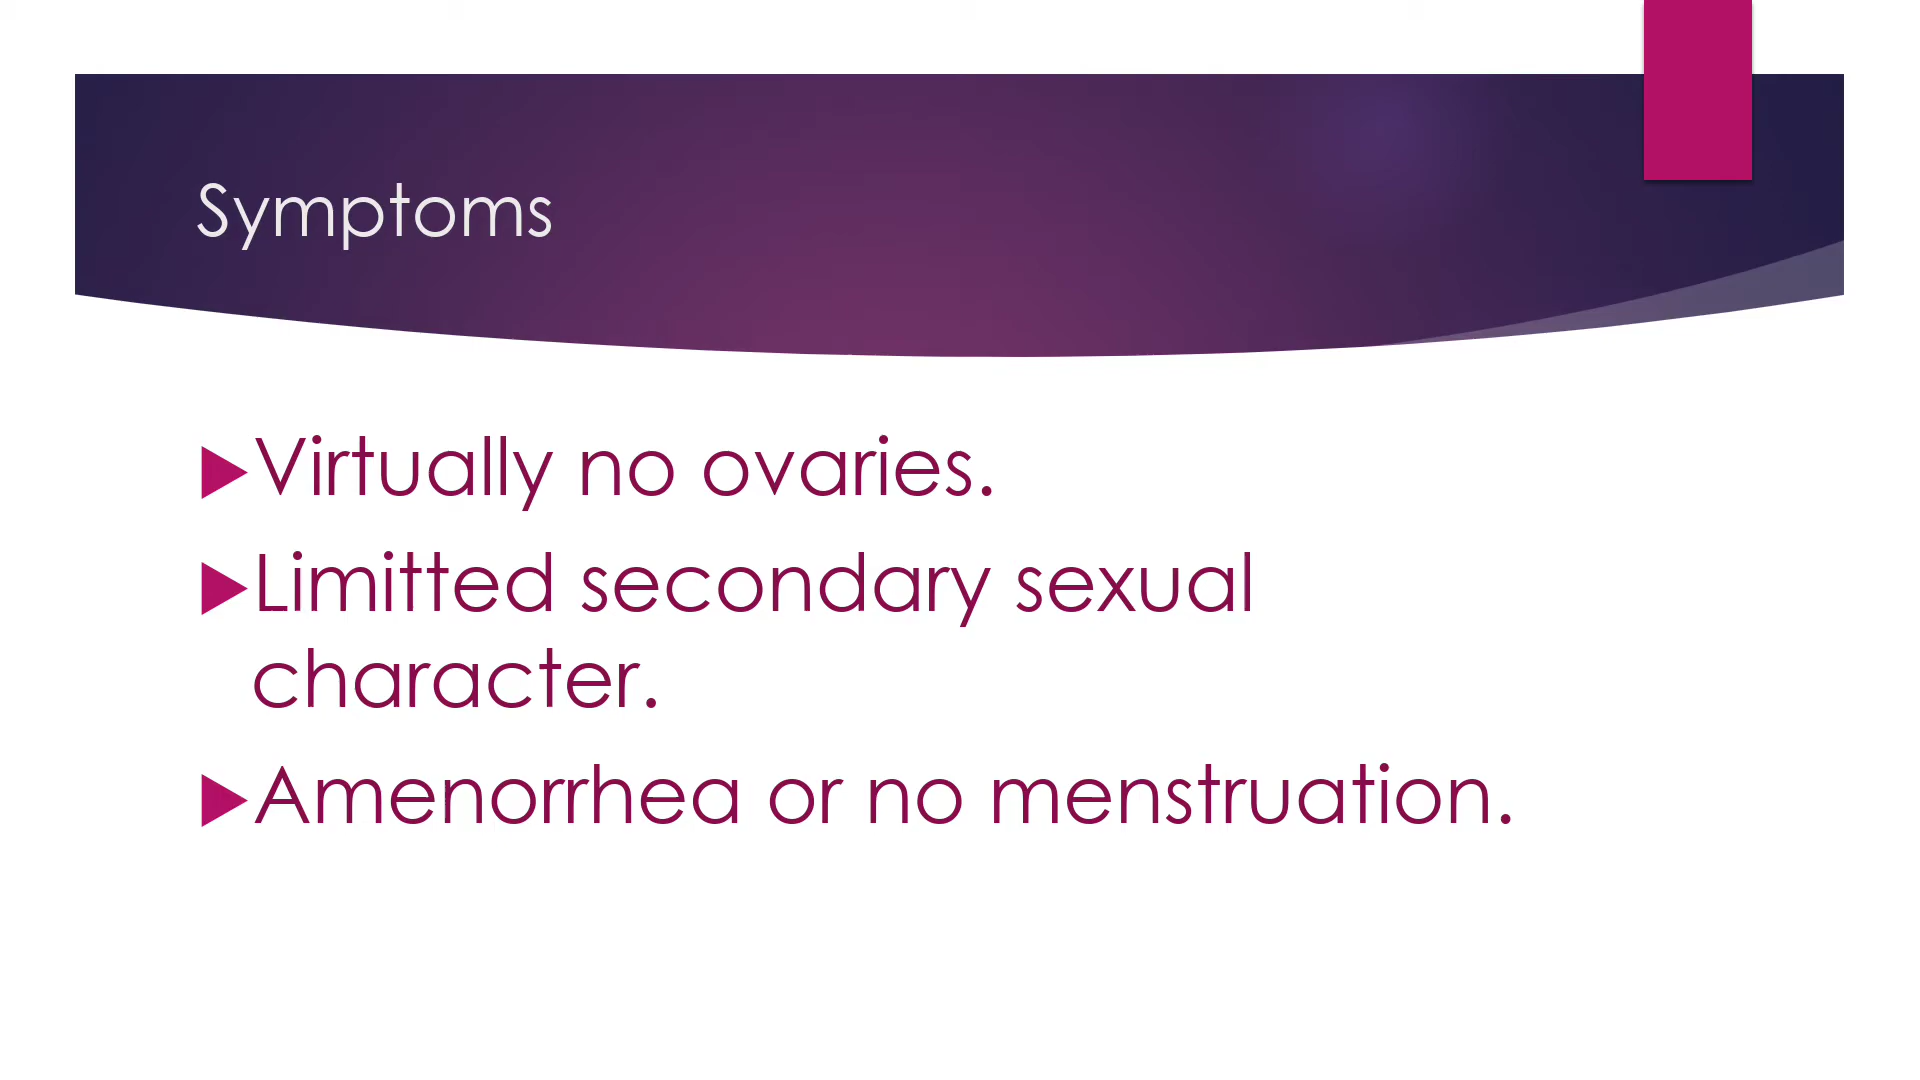 Symptoms
Virtually no ovaries.
Limitted secondary sexual
character.
Amenorrhea or no menstruation.